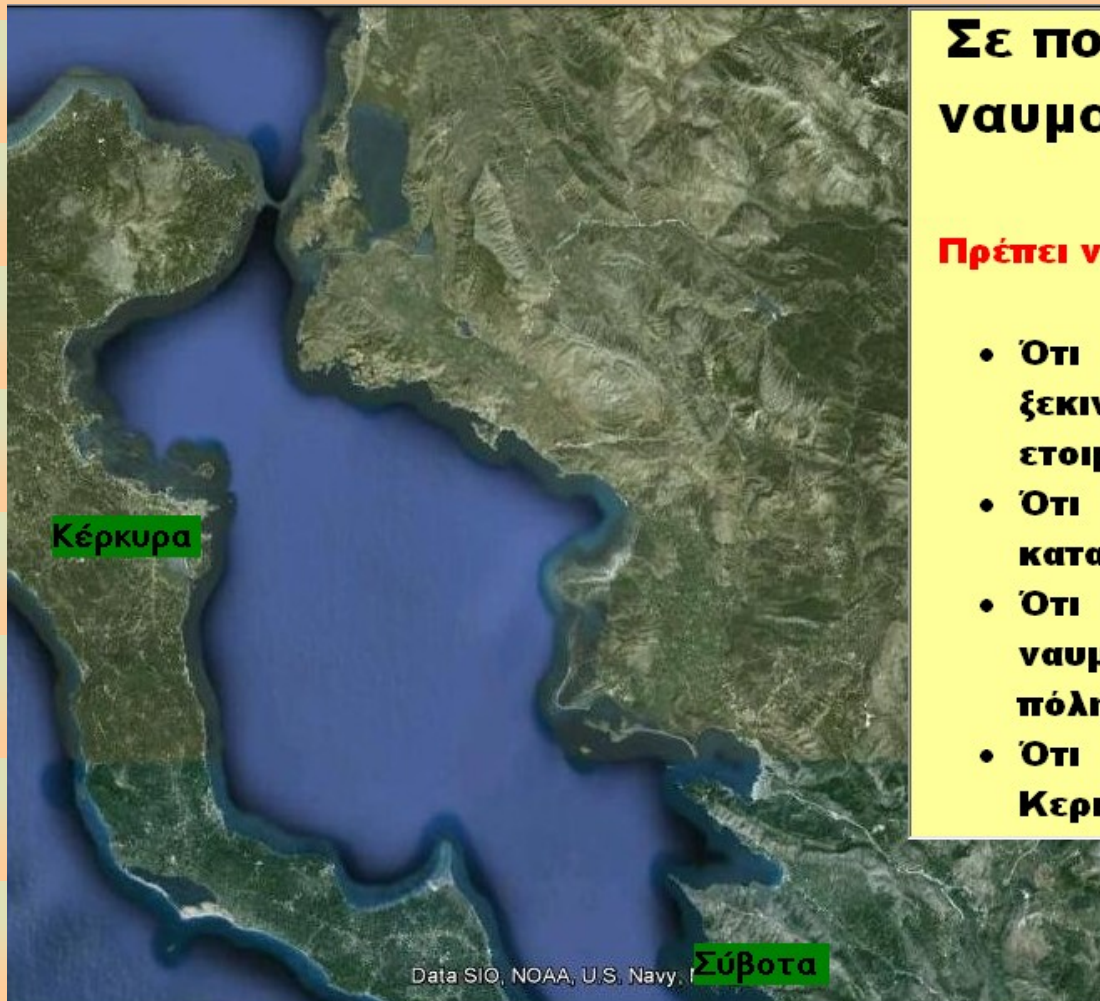 Σε πο
ναυμα
Πρέπει ν
• Ότι
ξεκιν
ετοιμ
• Ότι
κατα
• Ότι
ναυμ
πόλη
• Ότι
Κέρκυρα
Σύβοτα
Data SIO, NOAA, U.S. Navy,